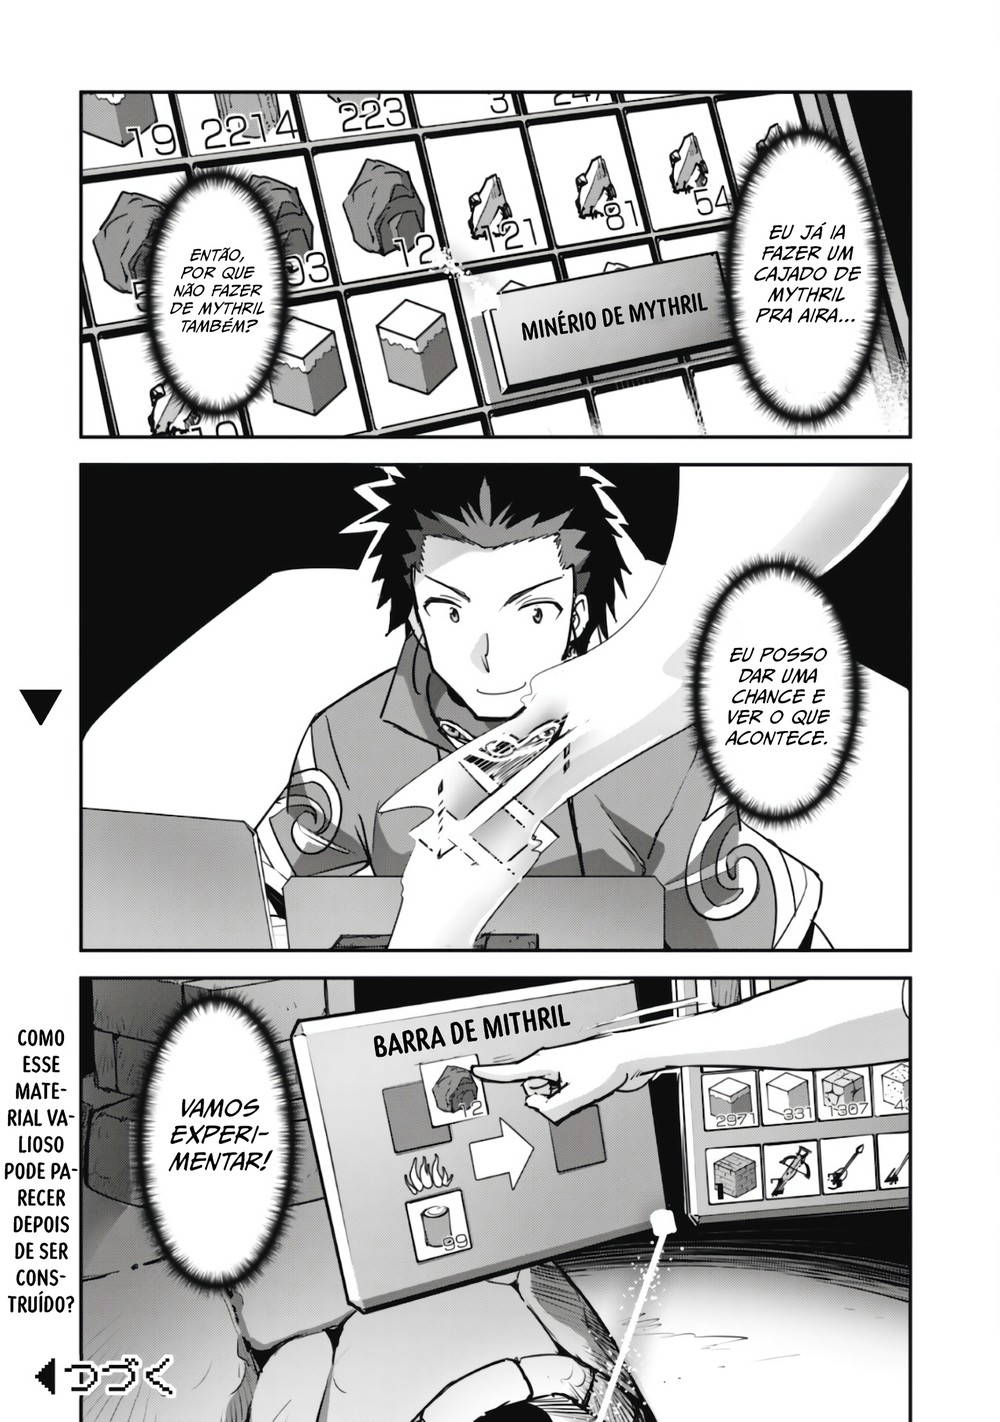 19
2214
223
3
247
EU JÁ IA
FAZER UM
CAJADO DE
MYTHRIL
PRA AIRA...
12
121
81
54
MINÉRIO DE MYTHRIL
ENTÃO,
POR QUE
NÃO FAZER
DE MYTHRIL
TAMBÉM?
EU POSSO
DAR UMA
CHANCE E
VER O QUE
ACONTECE.
BARRA DE MITHRIL
12
99
2971
331
1307
1
VAMOS
EXPERI-
MENTAR!
COMO
ESSE
MATE-
RIAL VA-
LIOSO
PODE PA-
RECER
DEPOIS
DE SER
CONS-
TRUÍDO?
つづく